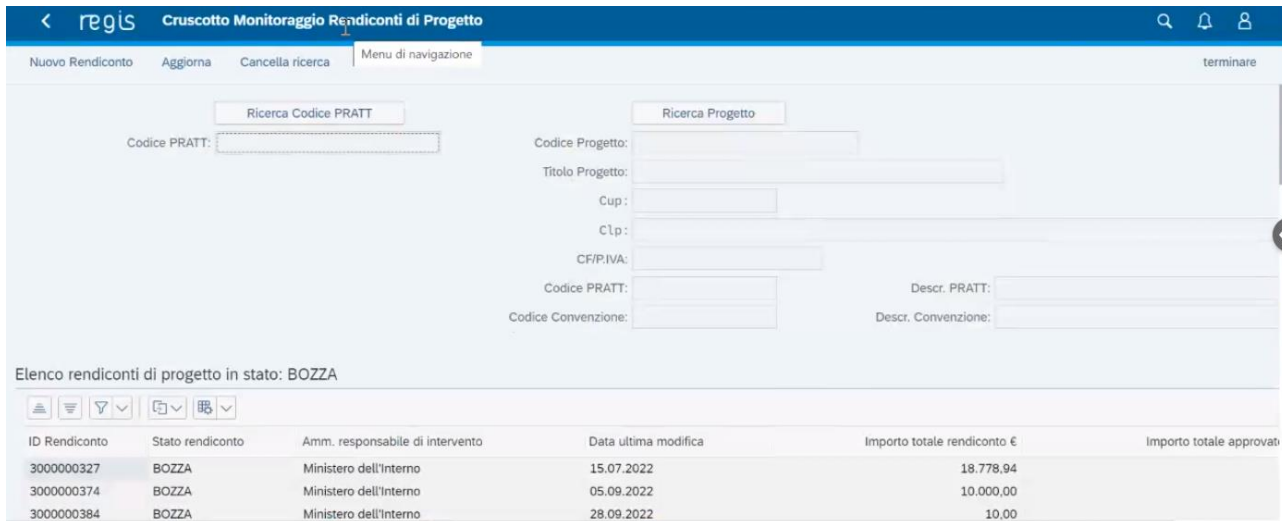 regis Cruscotto Monitoraggio Rendiconti di Progetto
Menu di navigazione
Nuovo Rendiconto Aggiorna Cancella ricerca terminare
Ricerca Codice PRATT Ricerca Progetto
Codice PRATT: Codice Progetto:
Titolo Progetto:
Cup:
Clp:
CF/P.IVA:
Codice PRATT: Descr. PRATT:
Codice Convenzione: Descr. Convenzione:
Elenco rendiconti di progetto in stato: BOZZA
ID Rendiconto Stato rendiconto Amm. responsabile di intervento Data ultima modifica Importo totale rendiconto € Importo totale approvat
3000000327 BOZZA Ministero dell'Interno 15.07.2022 18.778,94
3000000374 BOZZA Ministero dell'Interno 05.09.2022 10.000,00
3000000384 BOZZA Ministero dell'Interno 28.09.2022 10,00